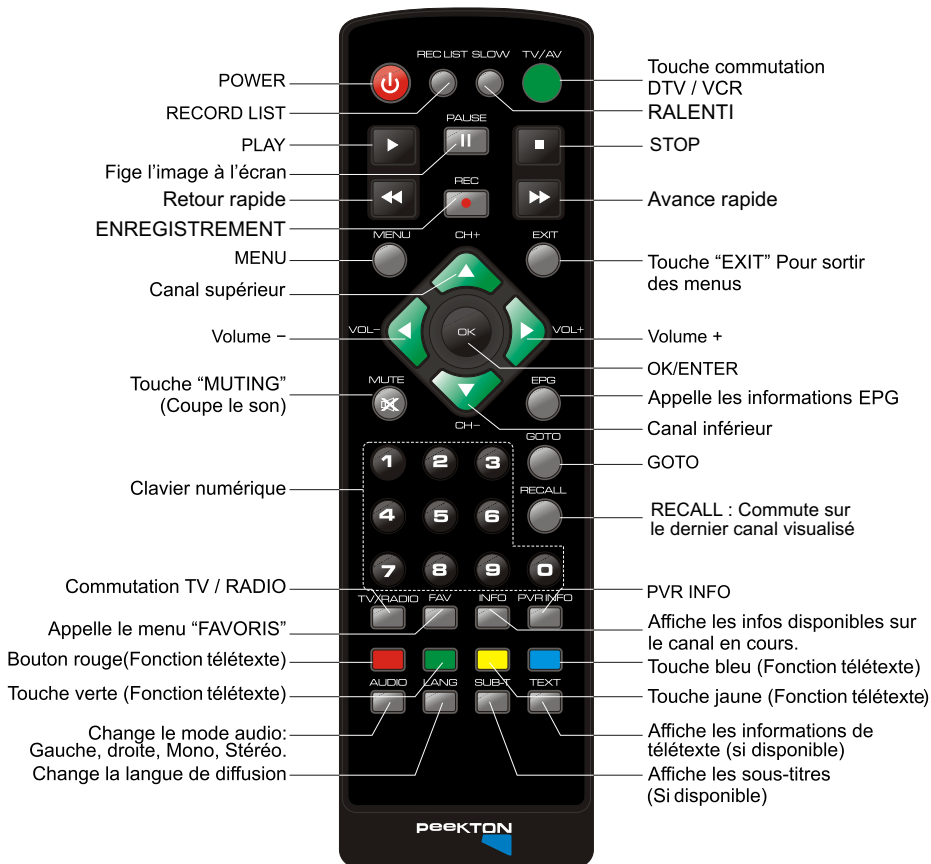 REC LIST SLOW TV/AV
POWER
Touche commutation
DTV / VCR
RECORD LIST
RALENTI
PAUSE
PLAY
STOP
Fige l'image à l'écran
REC
Retour rapide
Avance rapide
ENREGISTREMENT
MENU CH+ EXIT
MENU
Touche “EXIT” Pour sortir
des menus
Canal supérieur
VOL− OK VOL+
Volume −
Volume +
OK/ENTER
MUTE EPG
Touche “MUTING”
(Coupe le son)
Appelle les informations EPG
CH−
Canal inférieur
GOTO
GOTO
1 2 3
RECALL
Clavier numérique
RECALL : Commute sur
le dernier canal visualisé
4 5 6
7 8 9 0
Commutation TV / RADIO
PVR INFO
TV/RADIO FAV INFO PVR INFO
Appelle le menu “FAVORIS”
Affiche les infos disponibles sur
le canal en cours.
Bouton rouge(Fonction télétexte)
Touche bleu (Fonction télétexte)
AUDIO LANG SUB-T TEXT
Touche verte (Fonction télétexte)
Touche jaune (Fonction télétexte)
Change le mode audio:
Gauche, droite, Mono, Stéréo.
Affiche les informations de
télétexte (si disponible)
Change la langue de diffusion
Affiche les sous-titres
(Si disponible)
PeeKTON